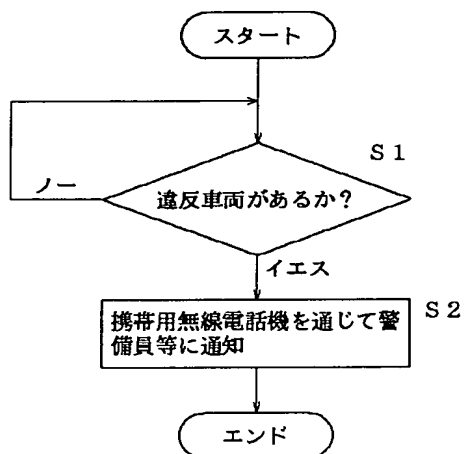 スタート
S1
違反車両があるか?
ノー
イエス
S2
携帯用無線電話機を通じて警
備員等に通知
エンド